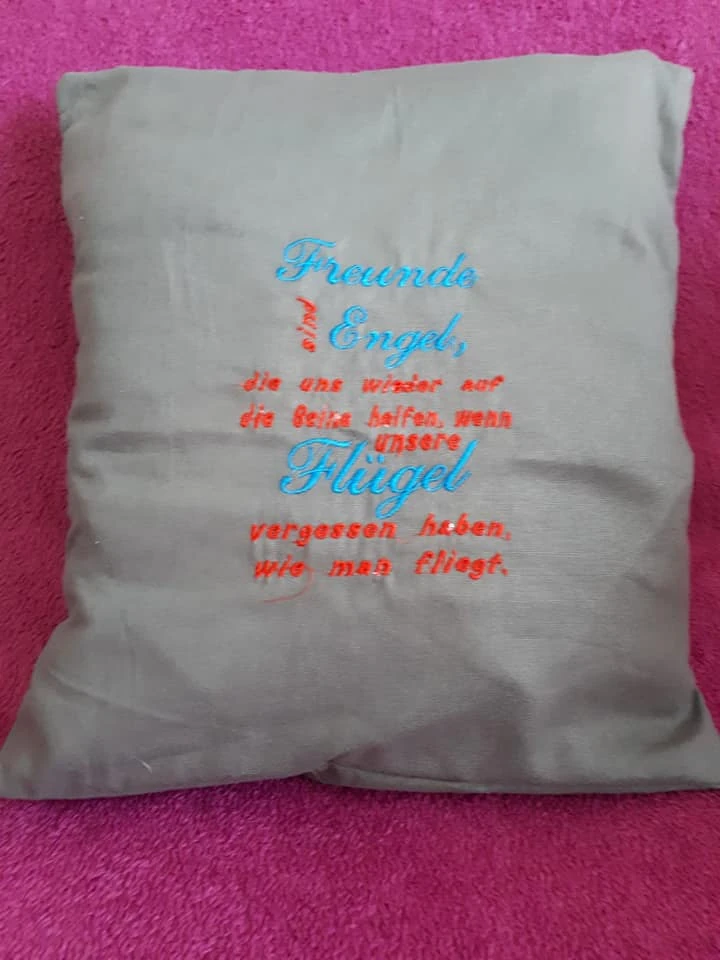 Freunde
sind Engel,
die uns wieder auf
die Beine helfen, wenn
unsere
Flügel
vergessen haben,
wie man fliegt.